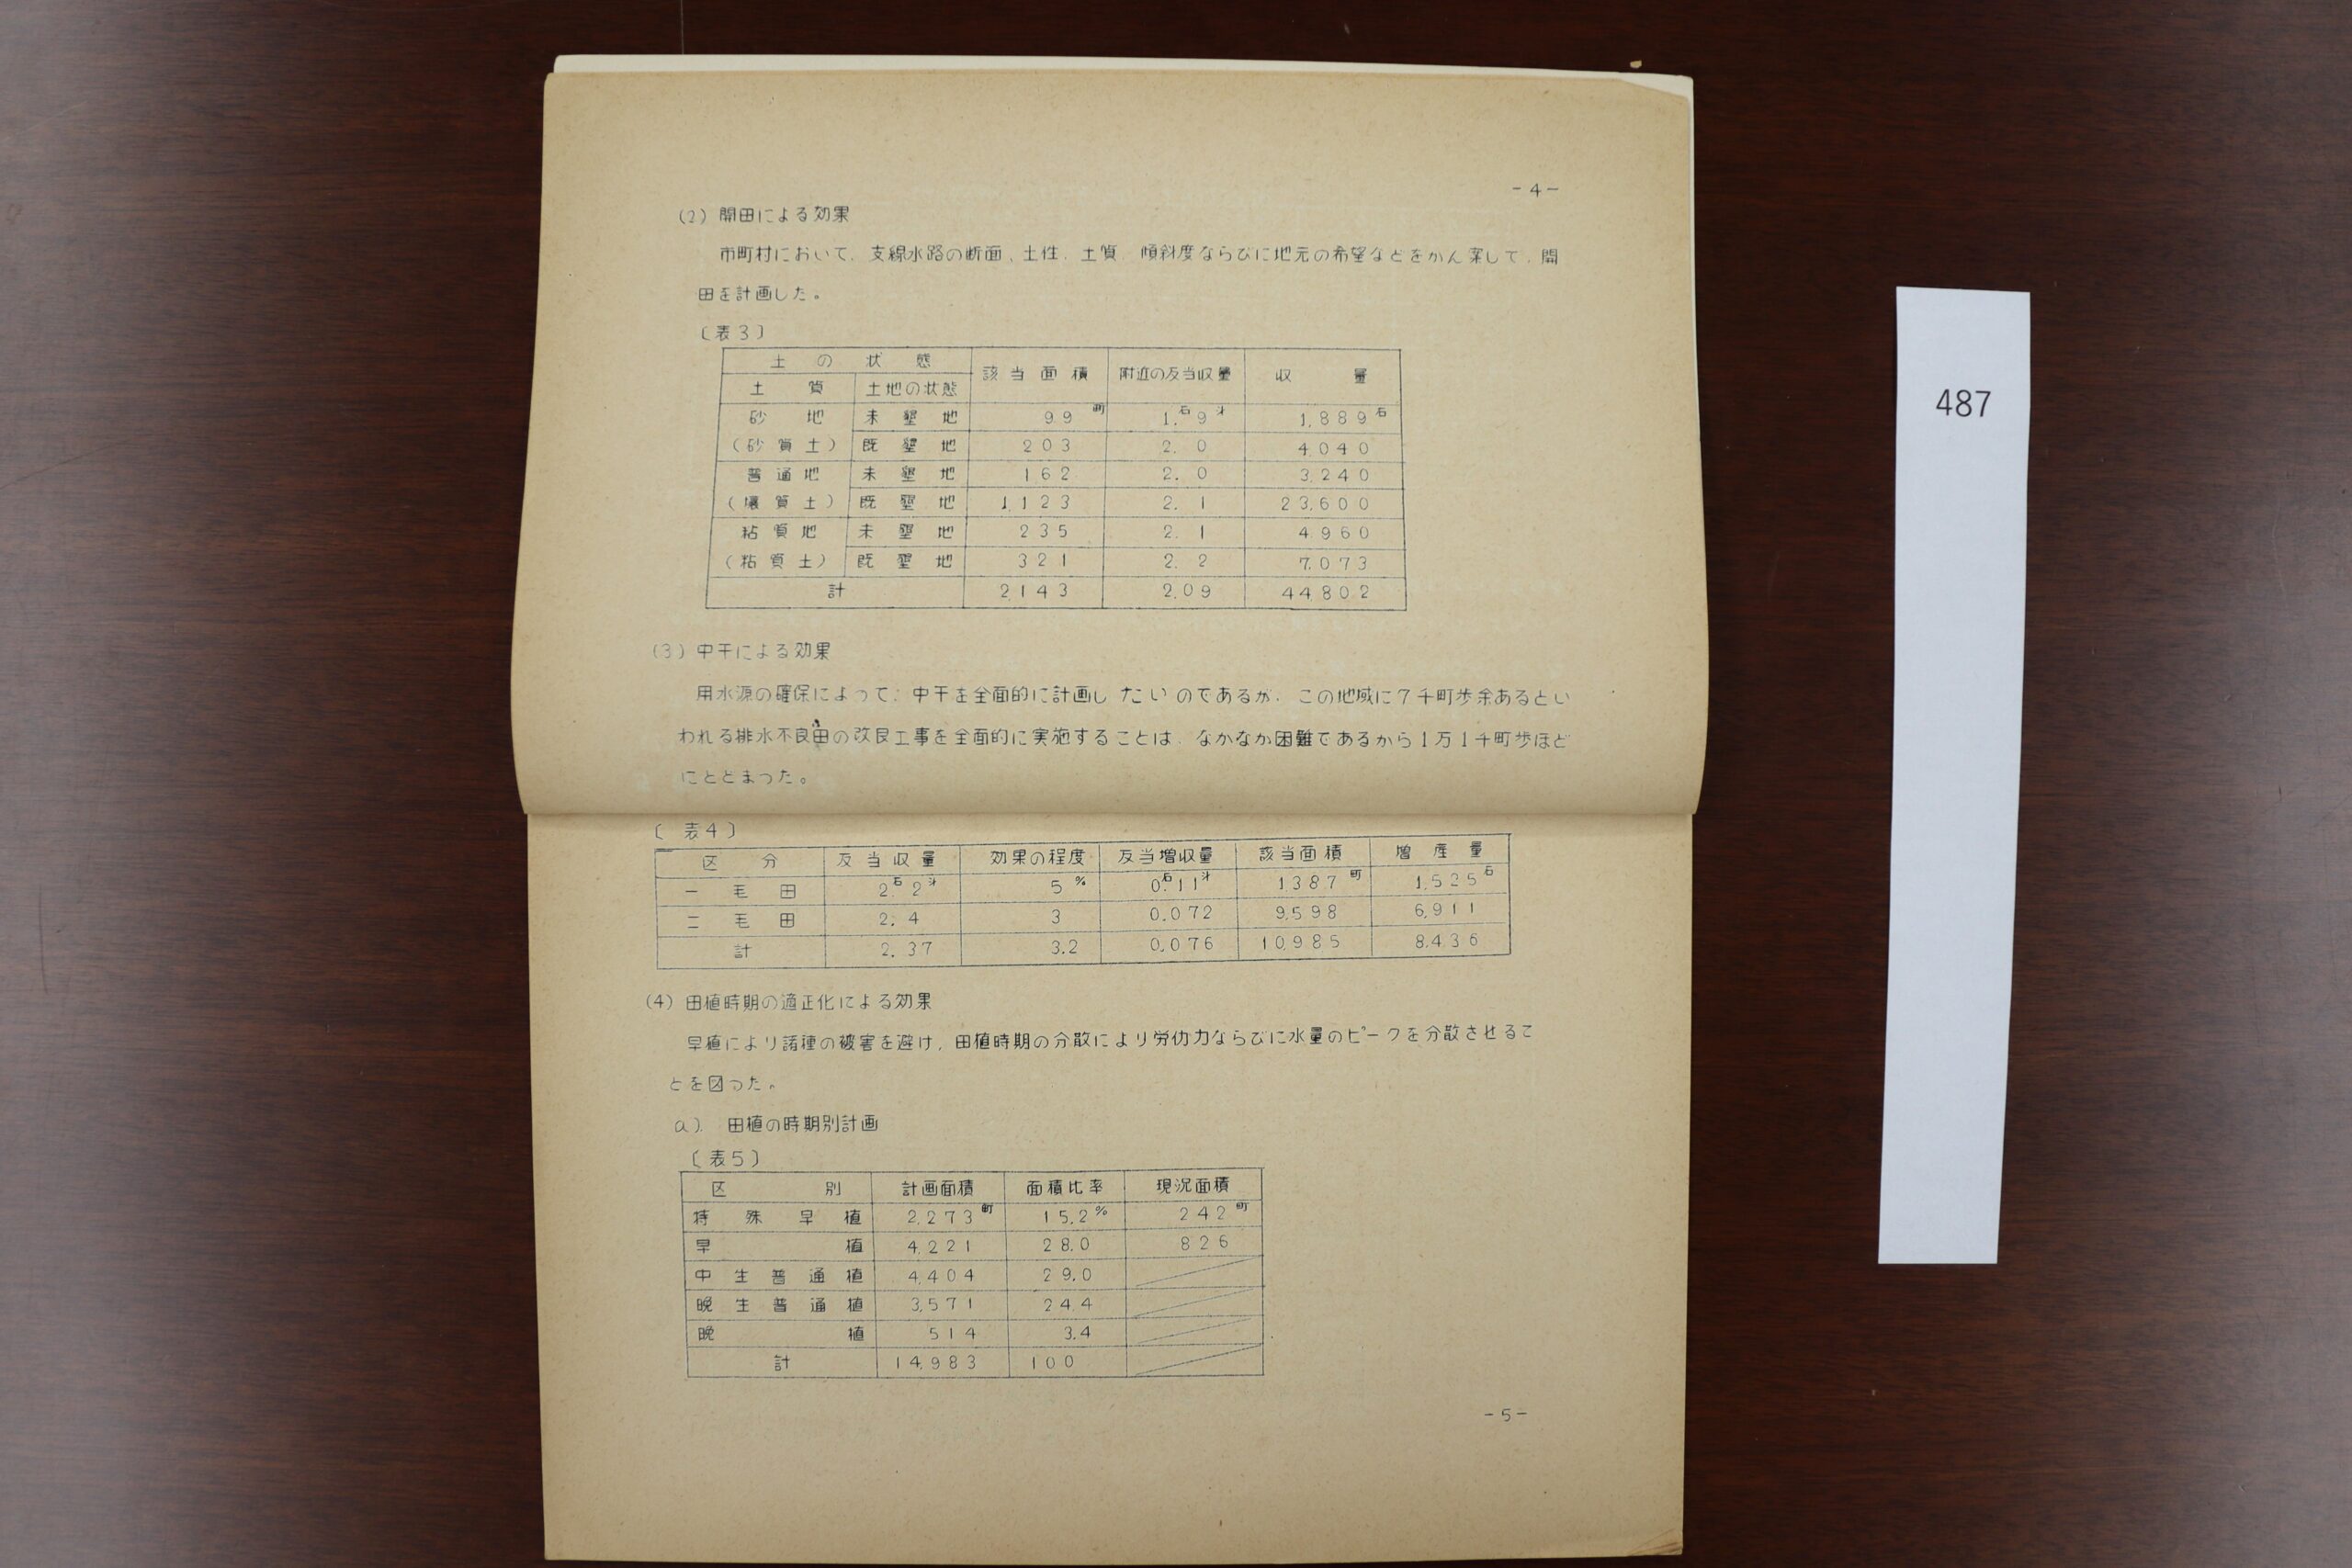 -4-
(2) 開田による効果
市町村において、支線水路の断面、土性、土質、傾斜度ならびに地元の希望などをかん案して、開
田を計画した。
〔表3〕
土の状態 該当面積 附近の反当収量 収量
土質 土地の状態
砂地 未墾地 99町 1.石9斗 1,889石
(砂質土) 既墾地 203 2.0 4,040
普通地 未墾地 162 2.0 3,240
(壌質土) 既墾地 1,123 2.1 23,600
粘質地 未墾地 235 2.1 4,960
(粘質土) 既墾地 321 2.2 7,073
計 2,143 2.09 44,802
(3) 中干による効果
用水源の確保によって、中干を全面的に計画したいのであるが、この地域に7千町歩余あるとい
われる排水不良田の改良工事を全面的に実施することは、なかなか困難であるから1万1千町歩ほど
にとどまった。
〔表4〕
区分 反当収量 効果の程度 反当増収量 該当面積 増産量
一毛田 2.石2斗 5% 0.石11斗 1,387町 1,525石
二毛田 2.4 3 0.072 9,598 6,911
計 2.37 3.2 0.076 10,985 8,436
(4) 田植時期の適正化による効果
早植により諸種の被害を避け、田植時期の分散により労仂力ならびに水量のピークを分散させるこ
とを図った。
a). 田植の時期別計画
〔表5〕
区別 計画面積 面積比率 現況面積
特殊早植 2,273町 15.2% 242町
早植 4,221 28.0 826
中生普通植 4,404 29.0
晩生普通植 3,571 24.4
晩植 514 3.4
計 14,983 100
-5-
487